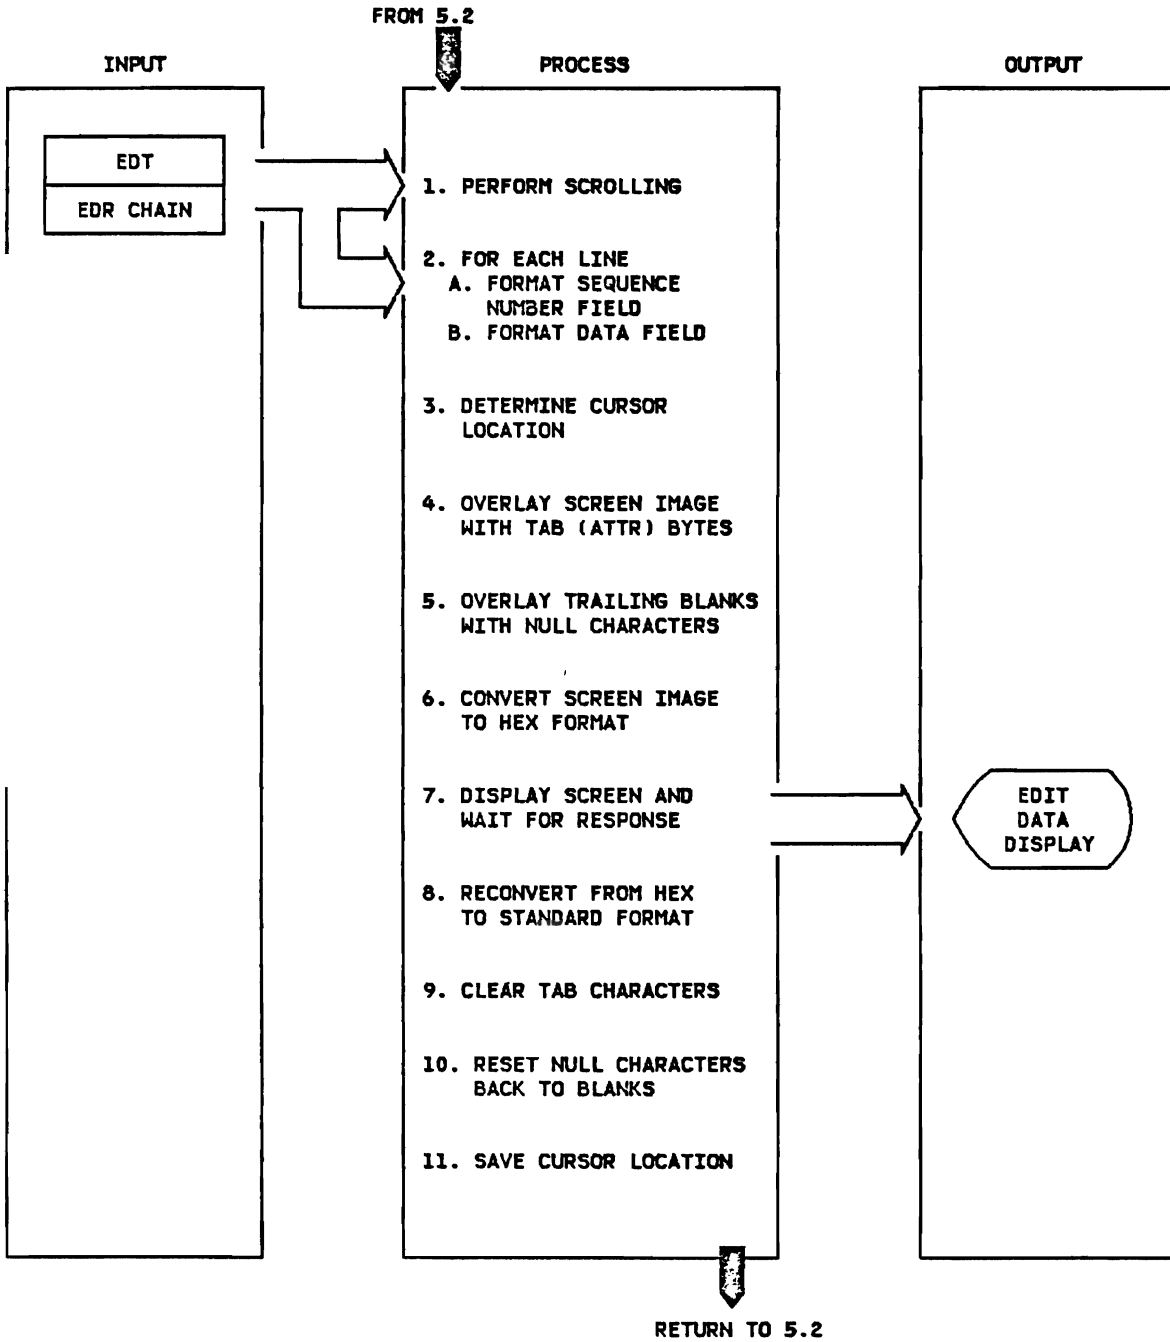 FROM 5.2
INPUT
PROCESS
OUTPUT
EDT
EDR CHAIN
1. PERFORM SCROLLING
2. FOR EACH LINE
A. FORMAT SEQUENCE
NUMBER FIELD
B. FORMAT DATA FIELD
3. DETERMINE CURSOR
LOCATION
4. OVERLAY SCREEN IMAGE
WITH TAB (ATTR) BYTES
5. OVERLAY TRAILING BLANKS
WITH NULL CHARACTERS
6. CONVERT SCREEN IMAGE
TO HEX FORMAT
7. DISPLAY SCREEN AND
WAIT FOR RESPONSE
EDIT
DATA
DISPLAY
8. RECONVERT FROM HEX
TO STANDARD FORMAT
9. CLEAR TAB CHARACTERS
10. RESET NULL CHARACTERS
BACK TO BLANKS
11. SAVE CURSOR LOCATION
RETURN TO 5.2